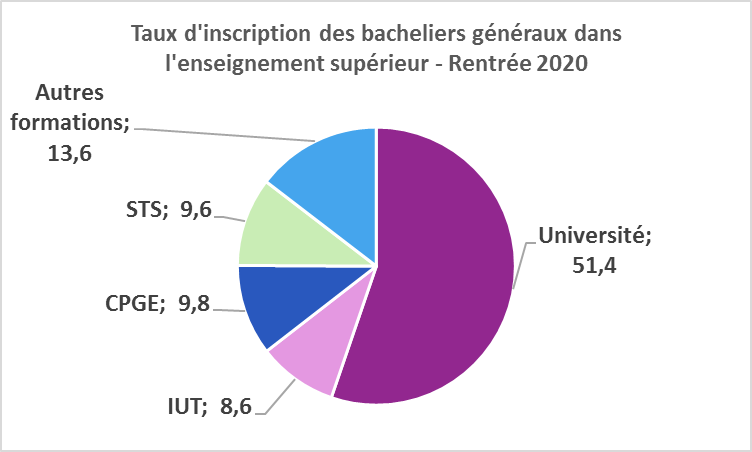 Taux d'inscription des bacheliers généraux dans
l'enseignement supérieur - Rentrée 2020
Autres
formations;
13,6
STS;  9,6
Université;
51,4
CPGE;  9,8
IUT;  8,6